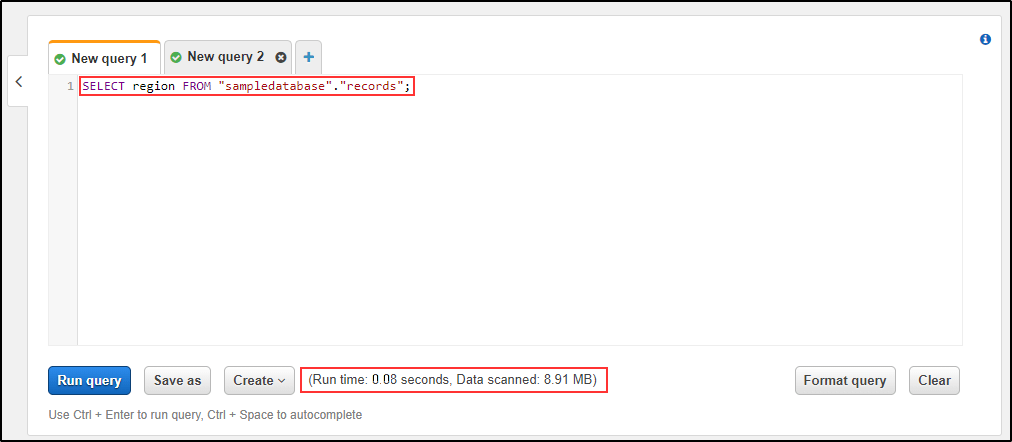 New query 1
New query 2
+
1 SELECT region FROM "sampledatabase"."records";
Run query
Save as
Create
(Run time: 0.08 seconds, Data scanned: 8.91 MB)
Format query
Clear
Use Ctrl + Enter to run query, Ctrl + Space to autocomplete